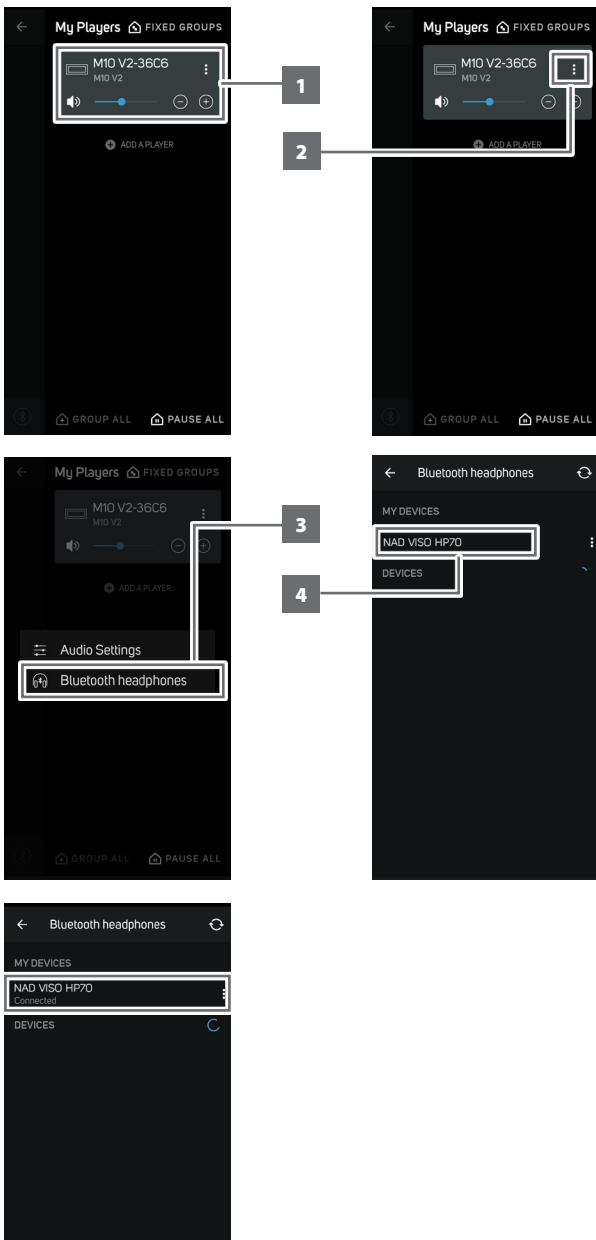 My Players FIXED GROUPS
M10 V2-36C6
M10 V2
ADD A PLAYER
GROUP ALL PAUSE ALL
1
My Players FIXED GROUPS
M10 V2-36C6
M10 V2
ADD A PLAYER
GROUP ALL PAUSE ALL
2
My Players FIXED GROUPS
M10 V2-36C6
M10 V2
ADD A PLAYER
Audio Settings
Bluetooth headphones
GROUP ALL PAUSE ALL
3
Bluetooth headphones
MY DEVICES
NAD VISO HP70
DEVICES
4
Bluetooth headphones
MY DEVICES
NAD VISO HP70
Connected
DEVICES